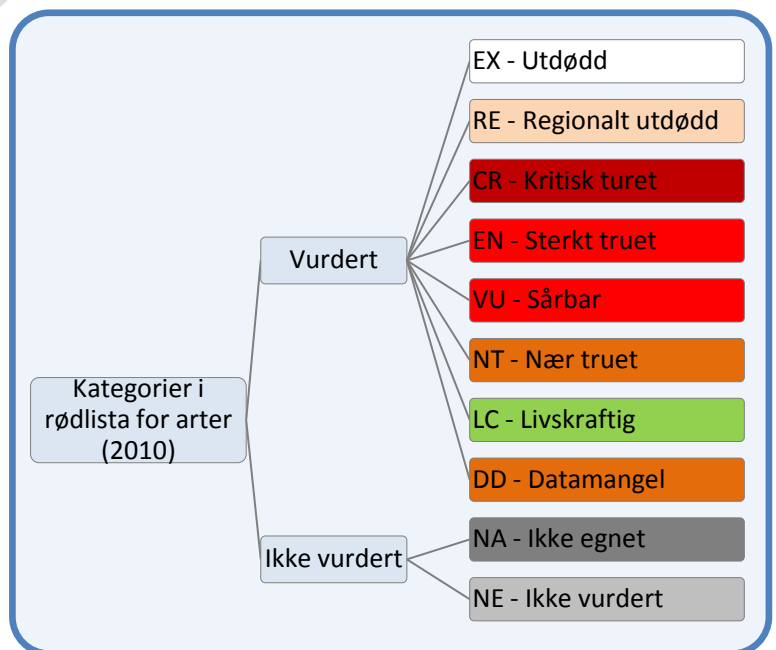 EX - Utdødd
RE - Regionalt utdødd
CR - Kritisk turet
EN - Sterkt truet
Vurdert
VU - Sårbar
NT - Nær truet
Kategorier i
rødlista for arter
(2010)
LC - Livskraftig
DD - Datamangel
NA - Ikke egnet
Ikke vurdert
NE - Ikke vurdert